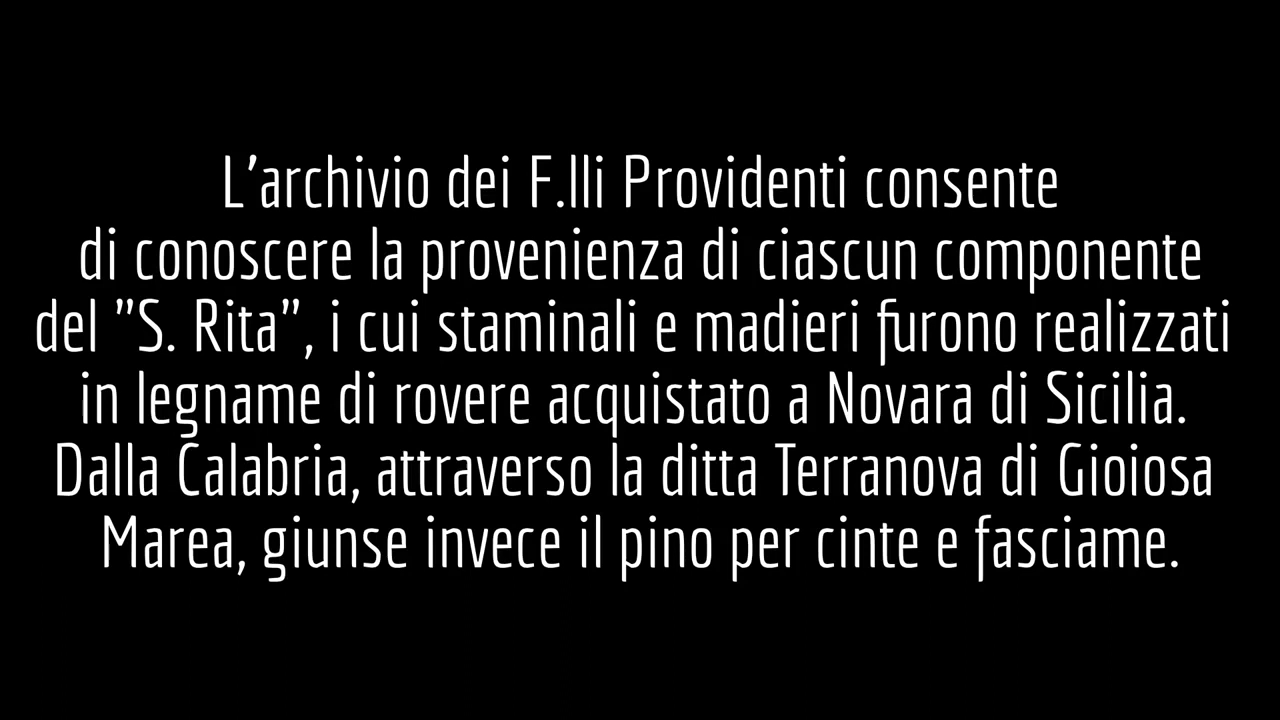 L'archivio dei F.lli Providenti consente
di conoscere la provenienza di ciascun componente
del "S. Rita", i cui staminali e madieri furono realizzati
in legname di rovere acquistato a Novara di Sicilia.
Dalla Calabria, attraverso la ditta Terranova di Gioiosa
Marea, giunse invece il pino per cinte e fasciame.